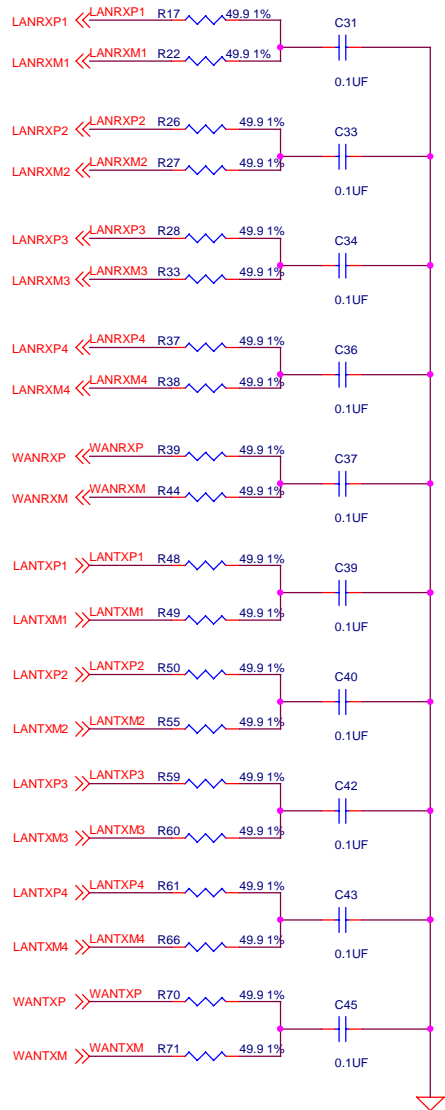 LANRXP1 LANRXP1 R17 49.9 1% C31
LANRXM1 LANRXM1 R22 49.9 1% 0.1UF
LANRXP2 LANRXP2 R26 49.9 1% C33
LANRXM2 LANRXM2 R27 49.9 1% 0.1UF
LANRXP3 LANRXP3 R28 49.9 1% C34
LANRXM3 LANRXM3 R33 49.9 1% 0.1UF
LANRXP4 LANRXP4 R37 49.9 1% C36
LANRXM4 LANRXM4 R38 49.9 1% 0.1UF
WANRXP WANRXP R39 49.9 1% C37
WANRXM WANRXM R44 49.9 1% 0.1UF
LANTXP1 LANTXP1 R48 49.9 1% C39
LANTXM1 LANTXM1 R49 49.9 1% 0.1UF
LANTXP2 LANTXP2 R50 49.9 1% C40
LANTXM2 LANTXM2 R55 49.9 1% 0.1UF
LANTXP3 LANTXP3 R59 49.9 1% C42
LANTXM3 LANTXM3 R60 49.9 1% 0.1UF
LANTXP4 LANTXP4 R61 49.9 1% C43
LANTXM4 LANTXM4 R66 49.9 1% 0.1UF
WANTXP WANTXP R70 49.9 1% C45
WANTXM WANTXM R71 49.9 1% 0.1UF